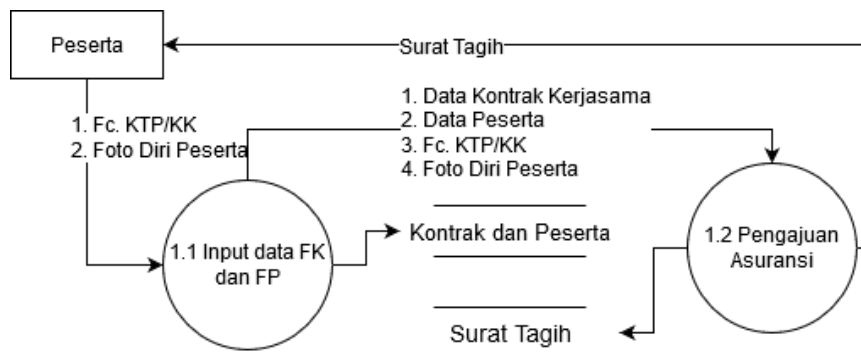 Peserta
Surat Tagih
1. Fc. KTP/KK
2. Foto Diri Peserta
1. Data Kontrak Kerjasama
2. Data Peserta
3. Fc. KTP/KK
4. Foto Diri Peserta
1.1 Input data FK
dan FP
Kontrak dan Peserta
1.2 Pengajuan
Asuransi
Surat Tagih